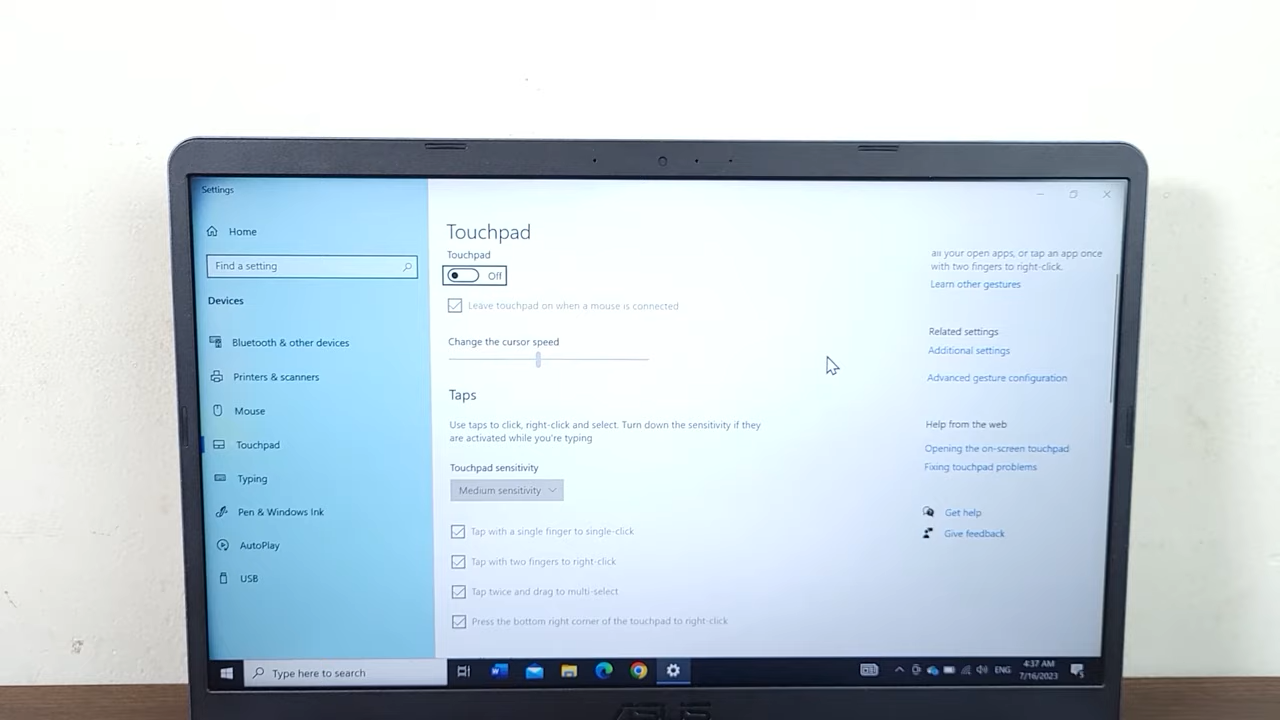 Settings
Home
Find a setting
Devices
Bluetooth & other devices
Printers & scanners
Mouse
Touchpad
Typing
Pen & Windows Ink
AutoPlay
USB
Touchpad
Touchpad
Off
Leave touchpad on when a mouse is connected
Change the cursor speed
Taps
Use taps to click, right-click and select. Turn down the sensitivity if they
are activated while you're typing
Touchpad sensitivity
Medium sensitivity
Tap with a single finger to single-click
Tap with two fingers to right-click
Tap twice and drag to multi-select
Press the bottom right corner of the touchpad to right-click
all your open apps, or tap an app once
with two fingers to right-click.
Learn other gestures
Related settings
Additional settings
Advanced gesture configuration
Help from the web
Opening the on-screen touchpad
Fixing touchpad problems
Get help
Give feedback
Type here to search
ENG
4:37 AM
7/16/2023
ASUS